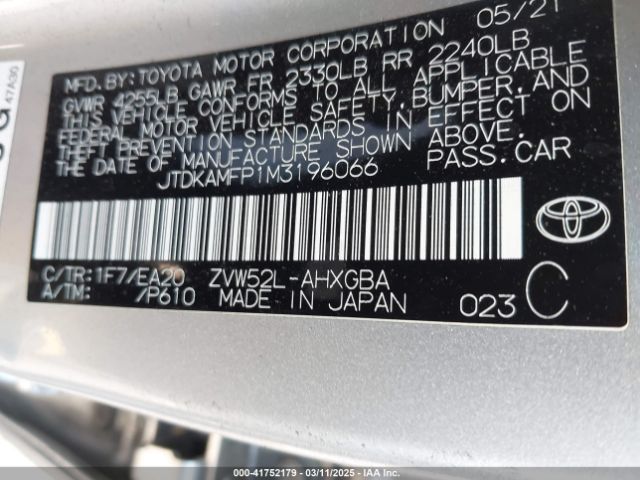 47A30
MFD. BY: TOYOTA MOTOR CORPORATION 05/21
GVWR 4255LB GAWR FR 2330LB RR 2240LB
THIS VEHICLE CONFORMS TO ALL APPLICABLE
FEDERAL MOTOR VEHICLE SAFETY, BUMPER, AND
THEFT PREVENTION STANDARDS IN EFFECT ON
THE DATE OF MANUFACTURE SHOWN ABOVE.
JTDKAMFP1M3196066 PASS. CAR
C/TR: 1F7/EA20 ZVW52L-AHXGBA
A/TM: /P610 MADE IN JAPAN 023 C
000-41752179 - 03/11/2025 - IAA Inc.